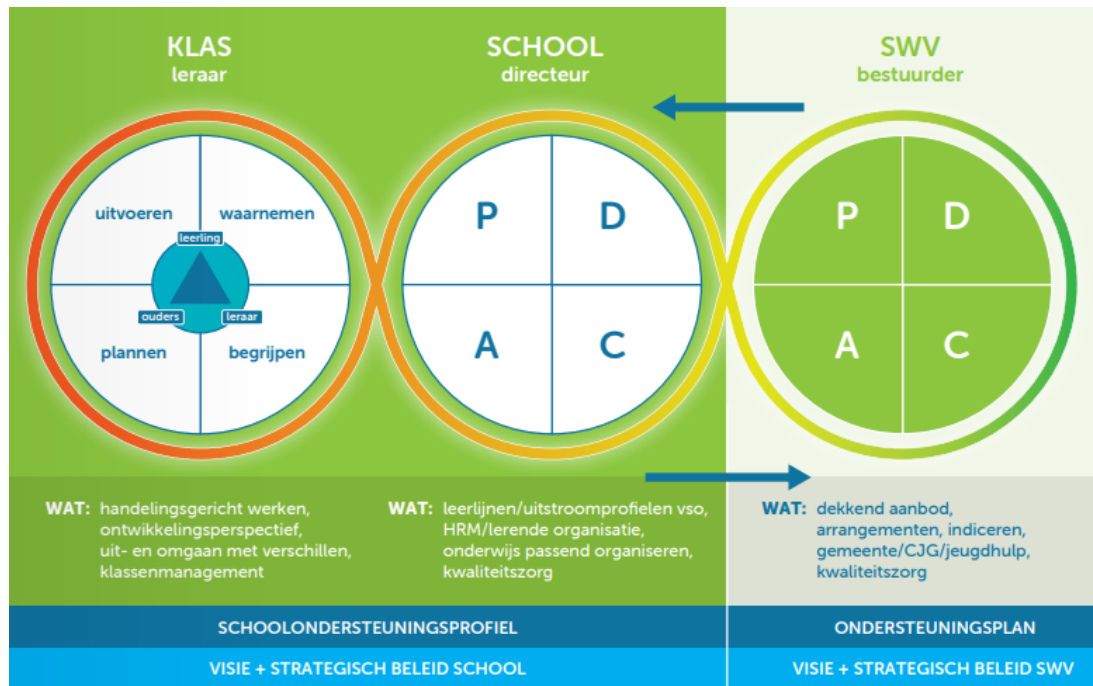 KLAS
leraar
uitvoeren
waarnemen
leerling
ouders
leraar
plannen
begrijpen
WAT: handelingsgericht werken,
ontwikkelingsperspectief,
uit- en omgaan met verschillen,
klassenmanagement
SCHOOL
directeur
P
D
A
C
WAT: leerlijnen/uitstroomprofielen vso,
HRM/lerende organisatie,
onderwijs passend organiseren,
kwaliteitszorg
SWV
bestuurder
P
D
A
C
WAT: dekkend aanbod,
arrangementen, indiceren,
gemeente/CJG/jeugdhulp,
kwaliteitszorg
SCHOOLONDERSTEUNINGSPROFIEL
ONDERSTEUNINGSPLAN
VISIE + STRATEGISCH BELEID SCHOOL
VISIE + STRATEGISCH BELEID SWV